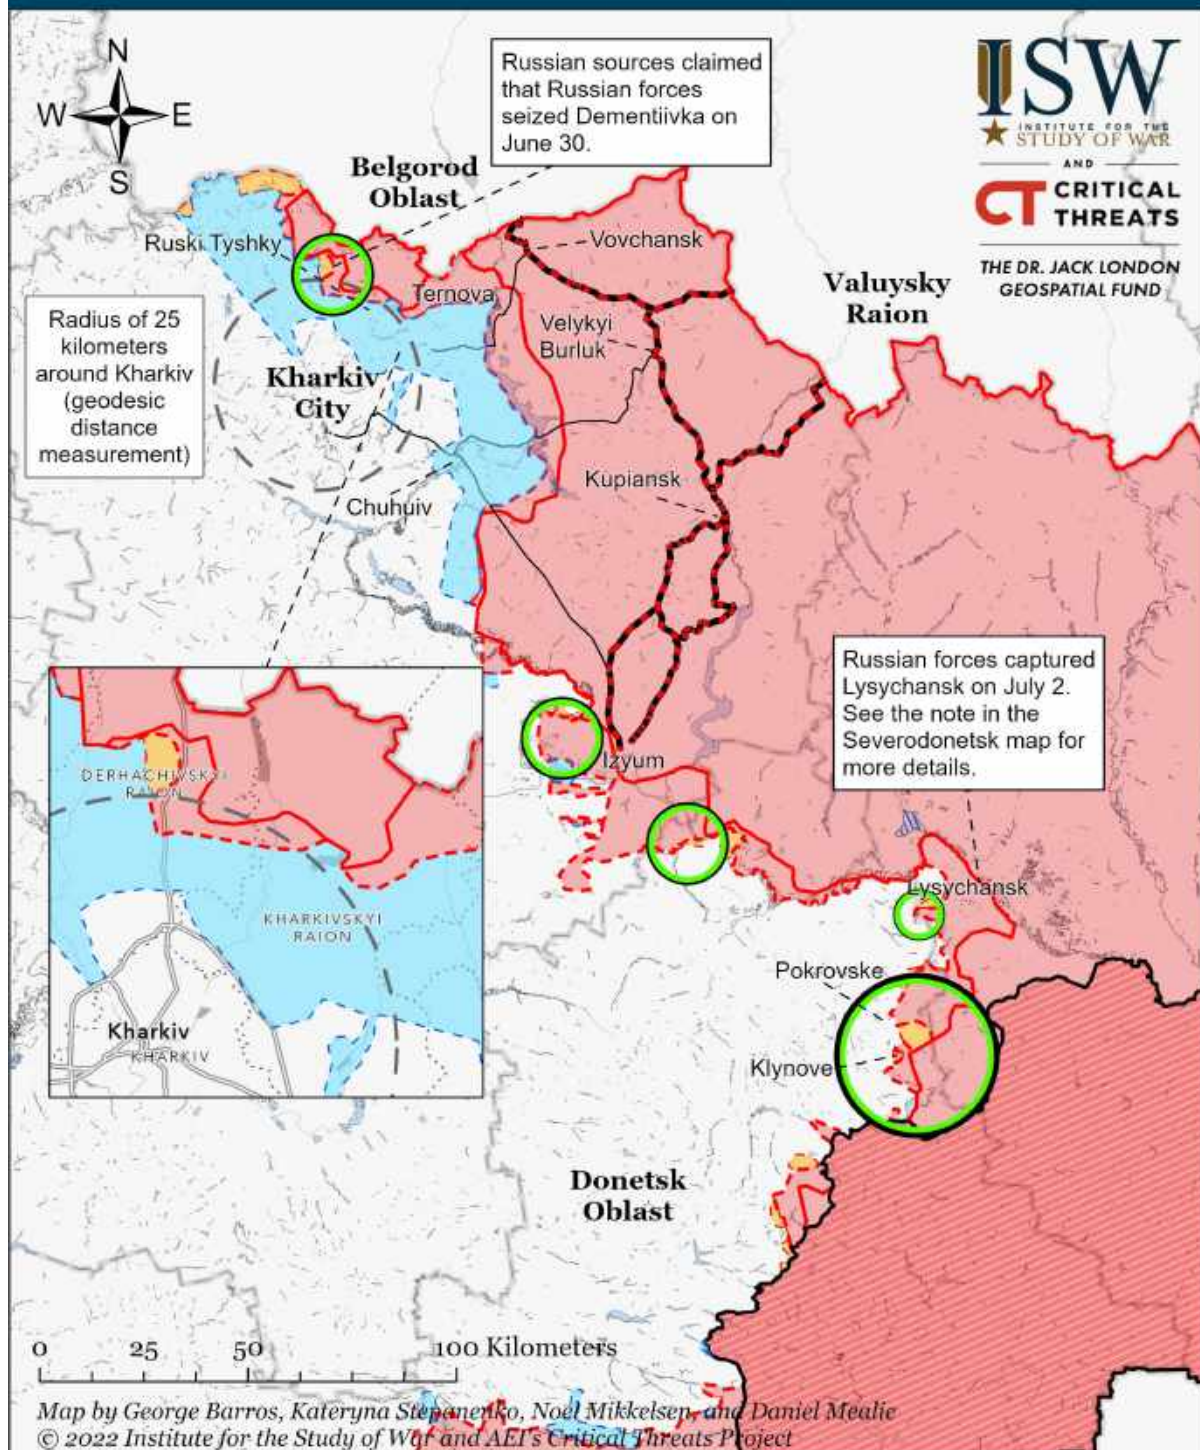 N
W
E
S
Russian sources claimed
that Russian forces
seized Dementiivka on
June 30.
ISW
INSTITUTE FOR THE
STUDY OF WAR
AND
CT CRITICAL
THREATS
THE DR. JACK LONDON
GEOSPATIAL FUND
Belgorod
Oblast
Ruski Tyshky
Vovchansk
Ternova
Valuysky
Raion
Radius of 25
kilometers
around Kharkiv
(geodesic
distance
measurement)
Velykyi
Burluk
Kharkiv
City
Kupiansk
Chuhuiv
Russian forces captured
Lysychansk on July 2.
See the note in the
Severodonetsk map for
more details.
Izyum
DERHACHIVSKYI
RAION
KHARKIVSKYI
RAION
Kharkiv
KHARKIV
Lysychansk
Pokrovske
Klynove
Donetsk
Oblast
0 25 50 100 Kilometers
Map by George Barros, Kateryna Stepanenko, Noel Mikkelsen, and Daniel Mealie
© 2022 Institute for the Study of War and AEI's Critical Threats Project